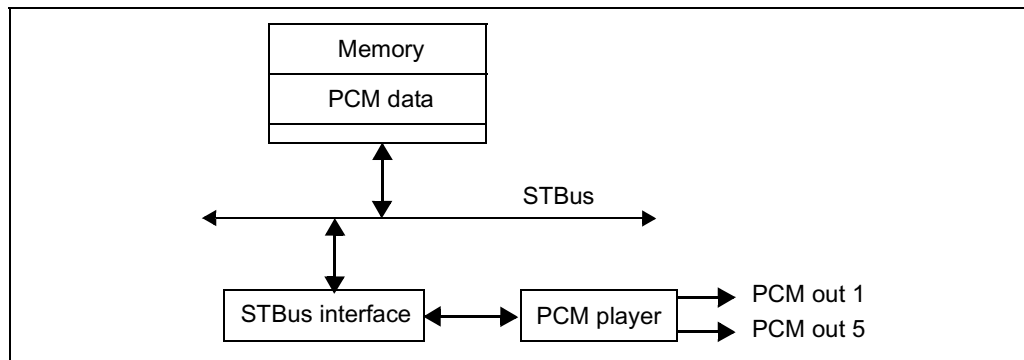 Memory
PCM data
STBus
STBus interface
PCM player
PCM out 1
PCM out 5